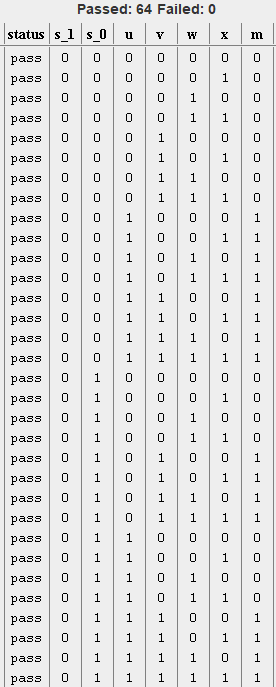 Passed: 64 Failed: 0
status s_1 s_0 u v w x m
pass 0 0 0 0 0 0 0
pass 0 0 0 0 0 1 0
pass 0 0 0 0 1 0 0
pass 0 0 0 0 1 1 0
pass 0 0 0 1 0 0 0
pass 0 0 0 1 0 1 0
pass 0 0 0 1 1 0 0
pass 0 0 0 1 1 1 0
pass 0 0 1 0 0 0 1
pass 0 0 1 0 0 1 1
pass 0 0 1 0 1 0 1
pass 0 0 1 0 1 1 1
pass 0 0 1 1 0 0 1
pass 0 0 1 1 0 1 1
pass 0 0 1 1 1 0 1
pass 0 0 1 1 1 1 1
pass 0 1 0 0 0 0 0
pass 0 1 0 0 0 1 0
pass 0 1 0 0 1 0 0
pass 0 1 0 0 1 1 0
pass 0 1 0 1 0 0 1
pass 0 1 0 1 0 1 1
pass 0 1 0 1 1 0 1
pass 0 1 0 1 1 1 1
pass 0 1 1 0 0 0 0
pass 0 1 1 0 0 1 0
pass 0 1 1 0 1 0 0
pass 0 1 1 0 1 1 0
pass 0 1 1 1 0 0 1
pass 0 1 1 1 0 1 1
pass 0 1 1 1 1 0 1
pass 0 1 1 1 1 1 1